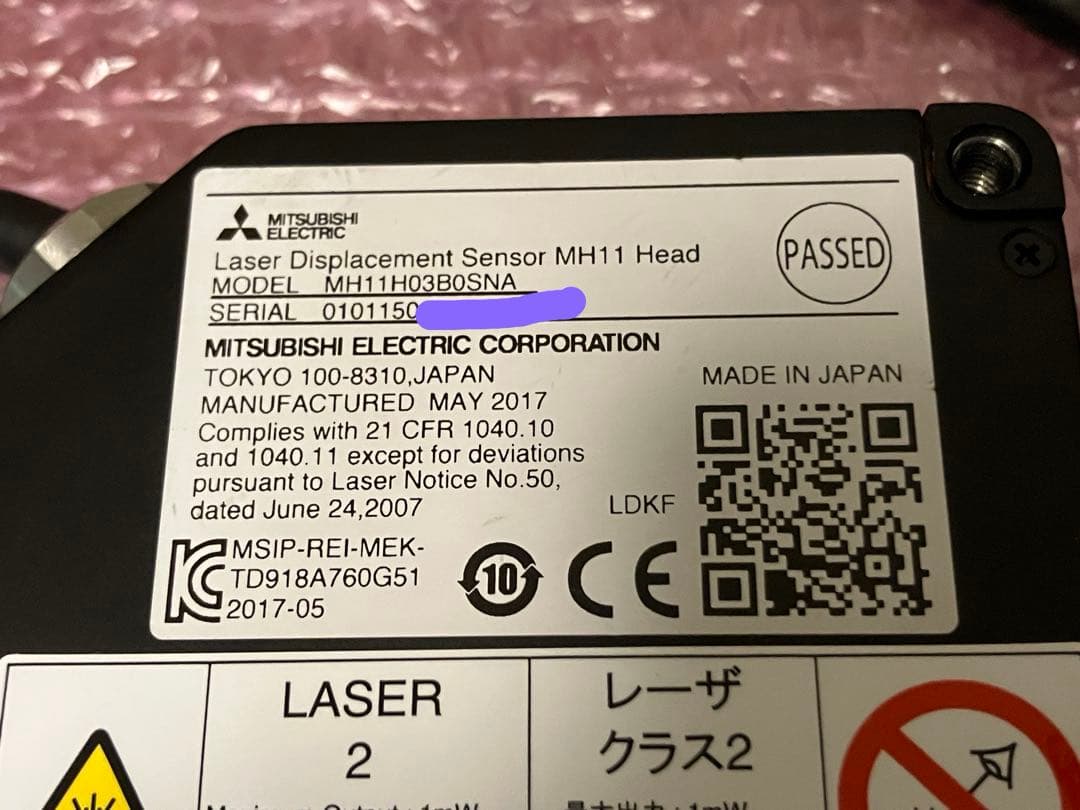 MITSUBISHI
ELECTRIC
Laser Displacement Sensor MH11 Head
MODEL MH11H03B0SNA
SERIAL 0101150
PASSED
MITSUBISHI ELECTRIC CORPORATION
TOKYO 100-8310,JAPAN
MANUFACTURED MAY 2017
Complies with 21 CFR 1040.10
and 1040.11 except for deviations
pursuant to Laser Notice No.50,
dated June 24,2007
MADE IN JAPAN
LDKF
MSIP-REI-MEK-
TD918A760G51
2017-05
10
CE
LASER
2
レーザ
クラス2